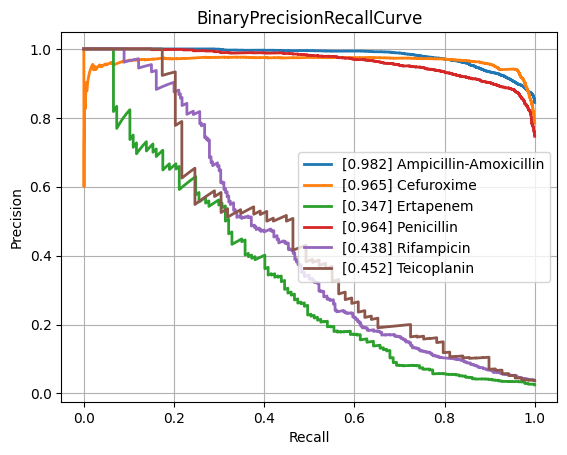 BinaryPrecisionRecallCurve
Precision
1.0
0.8
0.6
0.4
0.2
0.0
[0.982] Ampicillin-Amoxicillin
[0.965] Cefuroxime
[0.347] Ertapenem
[0.964] Penicillin
[0.438] Rifampicin
[0.452] Teicoplanin
0.0 0.2 0.4 0.6 0.8 1.0
Recall